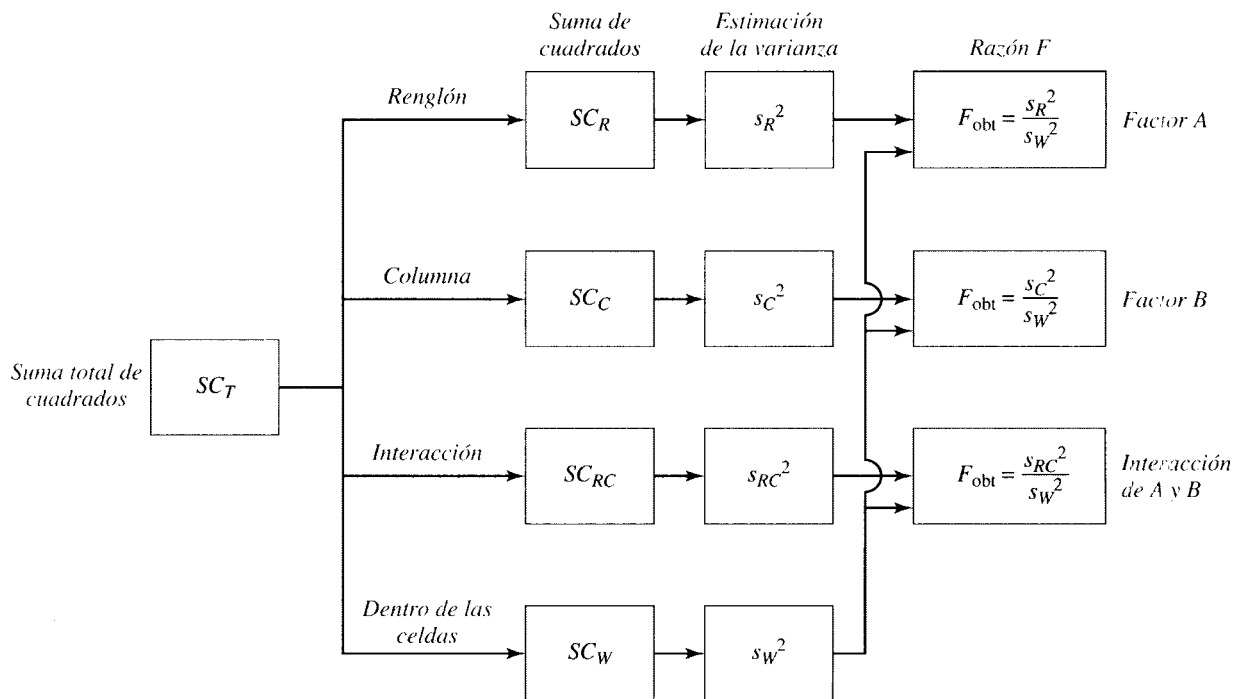 Suma de
cuadrados
Estimación
de la varianza
Razón F
Renglón
SC_R
s_R^2
F_obt = s_R^2 / s_W^2
Factor A
Columna
SC_C
s_C^2
F_obt = s_C^2 / s_W^2
Factor B
Suma total de
cuadrados
SC_T
Interacción
SC_RC
s_RC^2
F_obt = s_RC^2 / s_W^2
Interacción
de A y B
Dentro de las
celdas
SC_W
s_W^2